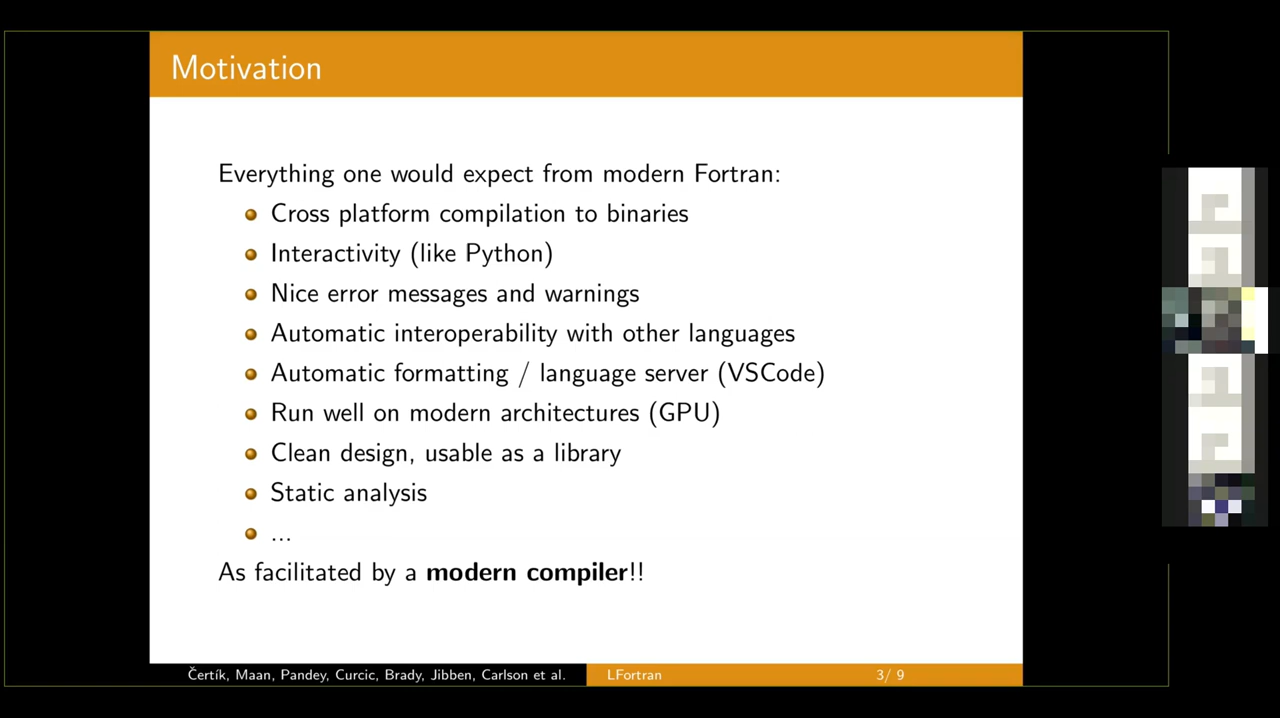 Motivation
Everything one would expect from modern Fortran:
Cross platform compilation to binaries
Interactivity (like Python)
Nice error messages and warnings
Automatic interoperability with other languages
Automatic formatting / language server (VSCode)
Run well on modern architectures (GPU)
Clean design, usable as a library
Static analysis
...
As facilitated by a modern compiler!!
Čertík, Maan, Pandey, Curcic, Brady, Jibben, Carlson et al. LFortran 3/ 9